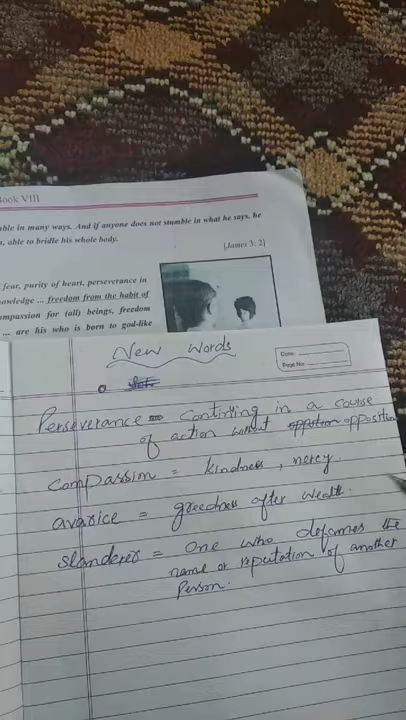 Book VIII
ble in many ways. And if anyone does not stumble in what he says, he
, able to bridle his whole body.
[James 3: 2]
fear, purity of heart, perseverance in
nowledge ... freedom from the habit of
mpassion for (all) beings, freedom
... are his who is born to god-like
New Words
Date:
Page No:
Perseverance = Continuing in a course
of action without opposition
compassion = kindness, mercy.
avarice = greedness after wealth.
slanderer = One who defames the
name or reputation of another
Person.